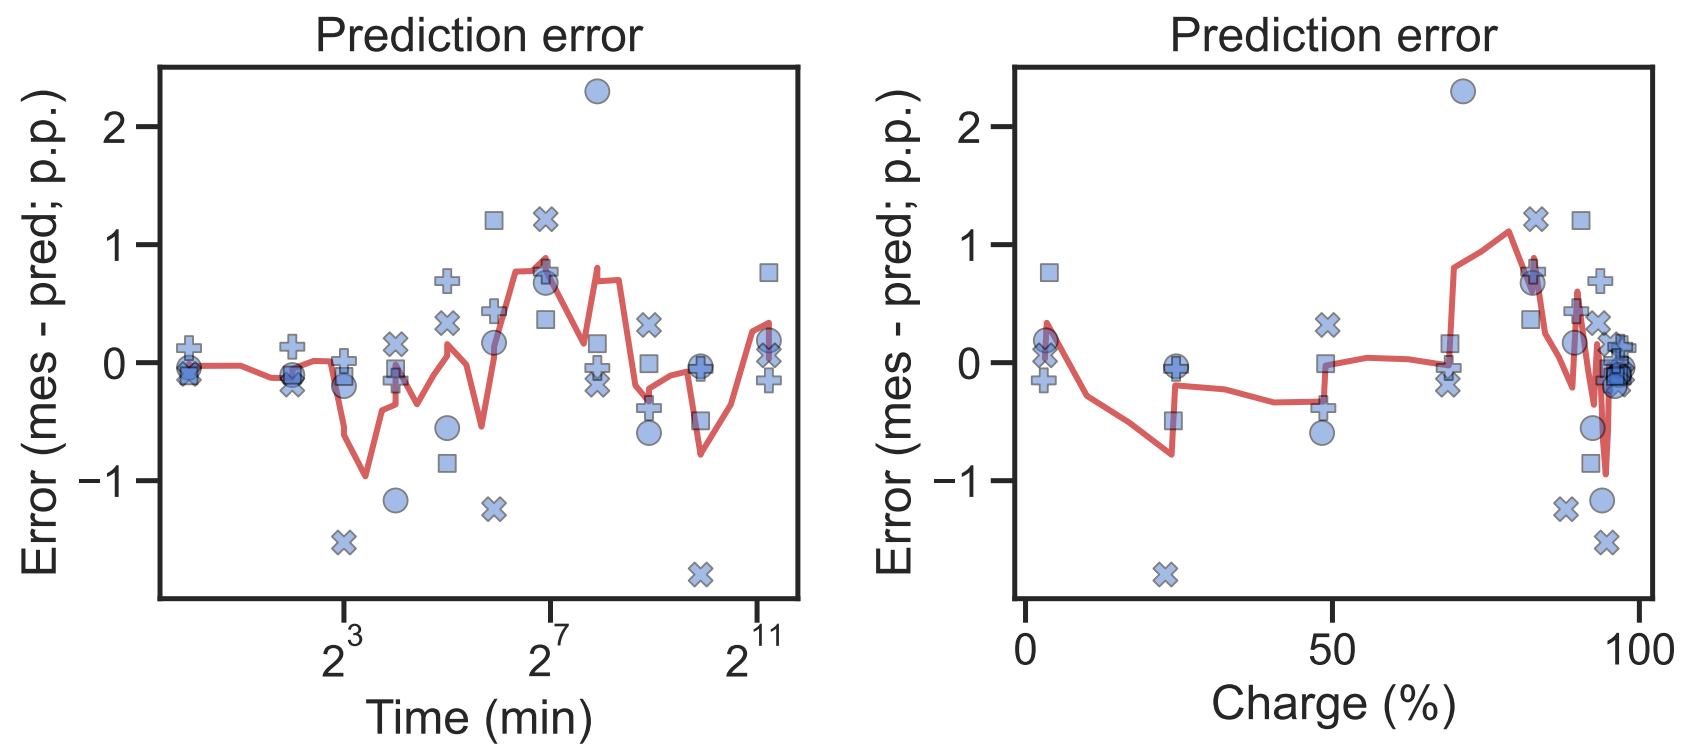 Prediction error
Error (mes - pred; p.p.)
2
1
0
−1
2^3
2^7
2^11
Time (min)
Prediction error
Error (mes - pred; p.p.)
2
1
0
−1
0
50
100
Charge (%)